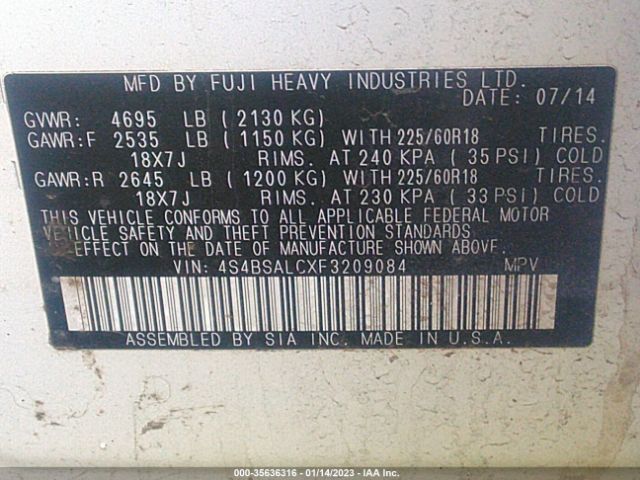 MFD BY FUJI HEAVY INDUSTRIES LTD.
DATE: 07/14
GVWR: 4695 LB ( 2130 KG)
GAWR:F 2535 LB ( 1150 KG) WITH 225/60R18 TIRES.
18X7J RIMS. AT 240 KPA ( 35 PSI) COLD
GAWR:R 2645 LB ( 1200 KG) WITH 225/60R18 TIRES.
18X7J RIMS. AT 230 KPA ( 33 PSI) COLD
THIS VEHICLE CONFORMS TO ALL APPLICABLE FEDERAL MOTOR
VEHICLE SAFETY AND THEFT PREVENTION STANDARDS
EFFECT ON THE DATE OF MANUFACTURE SHOWN ABOVE.
VIN: 4S4BSALCXF3209084 MPV
ASSEMBLED BY SIA INC. MADE IN U.S.A.
000-35636316 - 01/14/2023 - IAA Inc.